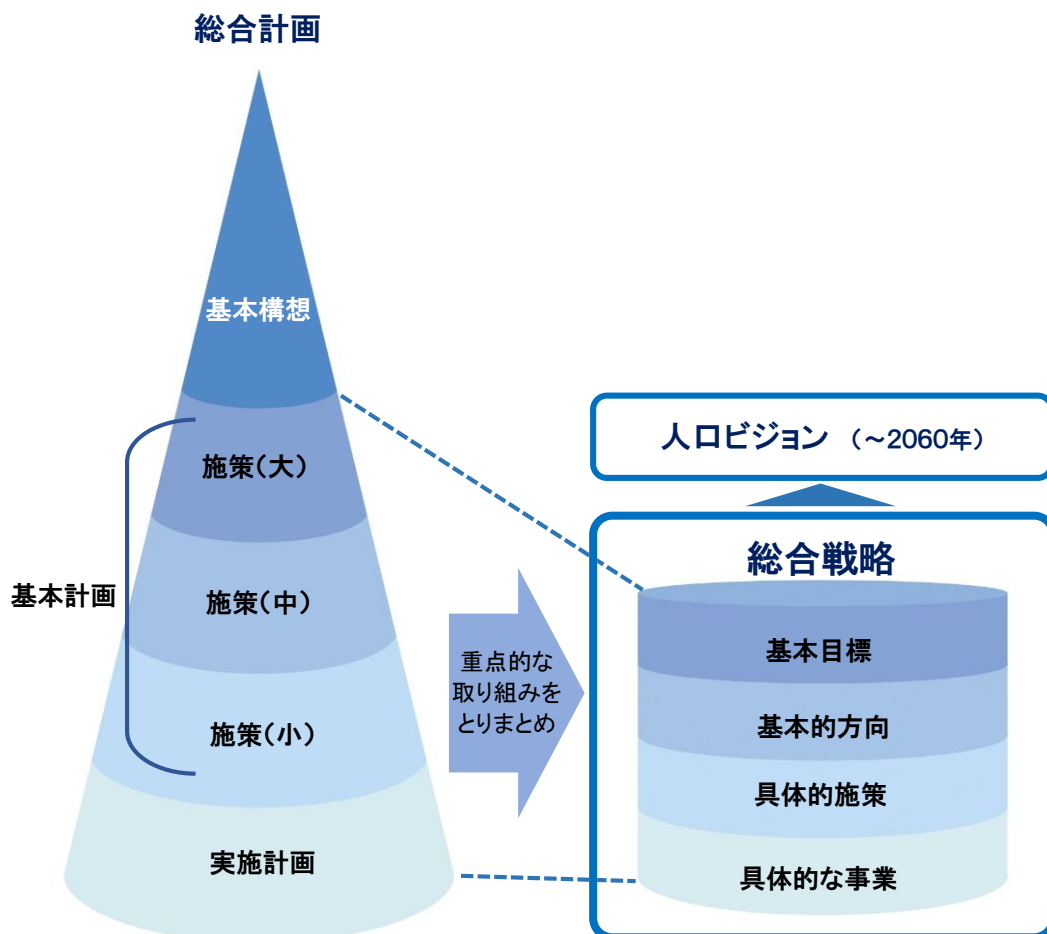 総合計画
基本構想
施策(大)
施策(中)
施策(小)
実施計画
基本計画
重点的な
取り組みを
とりまとめ
人口ビジョン (~2060年)
総合戦略
基本目標
基本的方向
具体的施策
具体的な事業